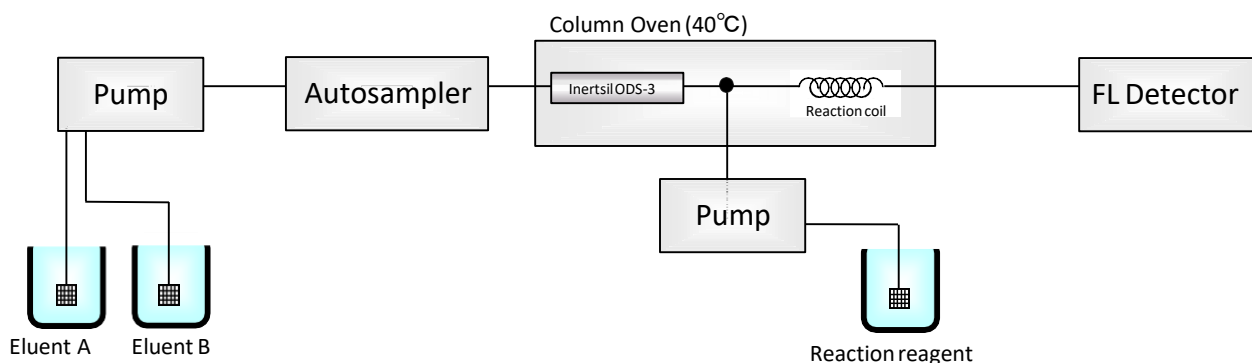 Column Oven (40℃)
Pump
Autosampler
Inertsil ODS-3
Reaction coil
FL Detector
Pump
Eluent A
Eluent B
Reaction reagent